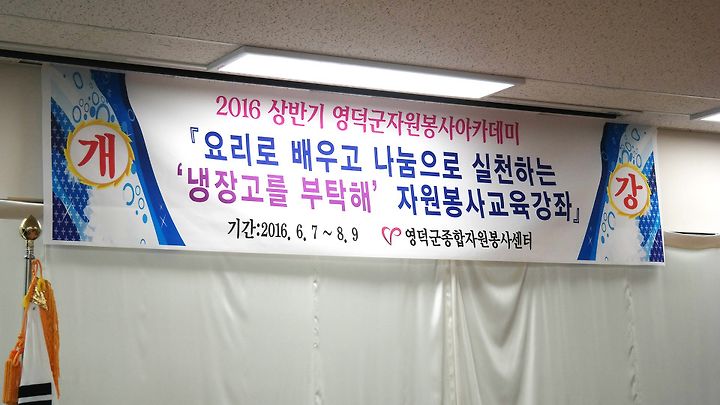 2016 상반기 영덕군자원봉사아카데미
개
『요리로 배우고 나눔으로 실천하는
'냉장고를 부탁해' 자원봉사교육강좌』
강
기간:2016. 6. 7 ~ 8. 9 영덕군종합자원봉사센터